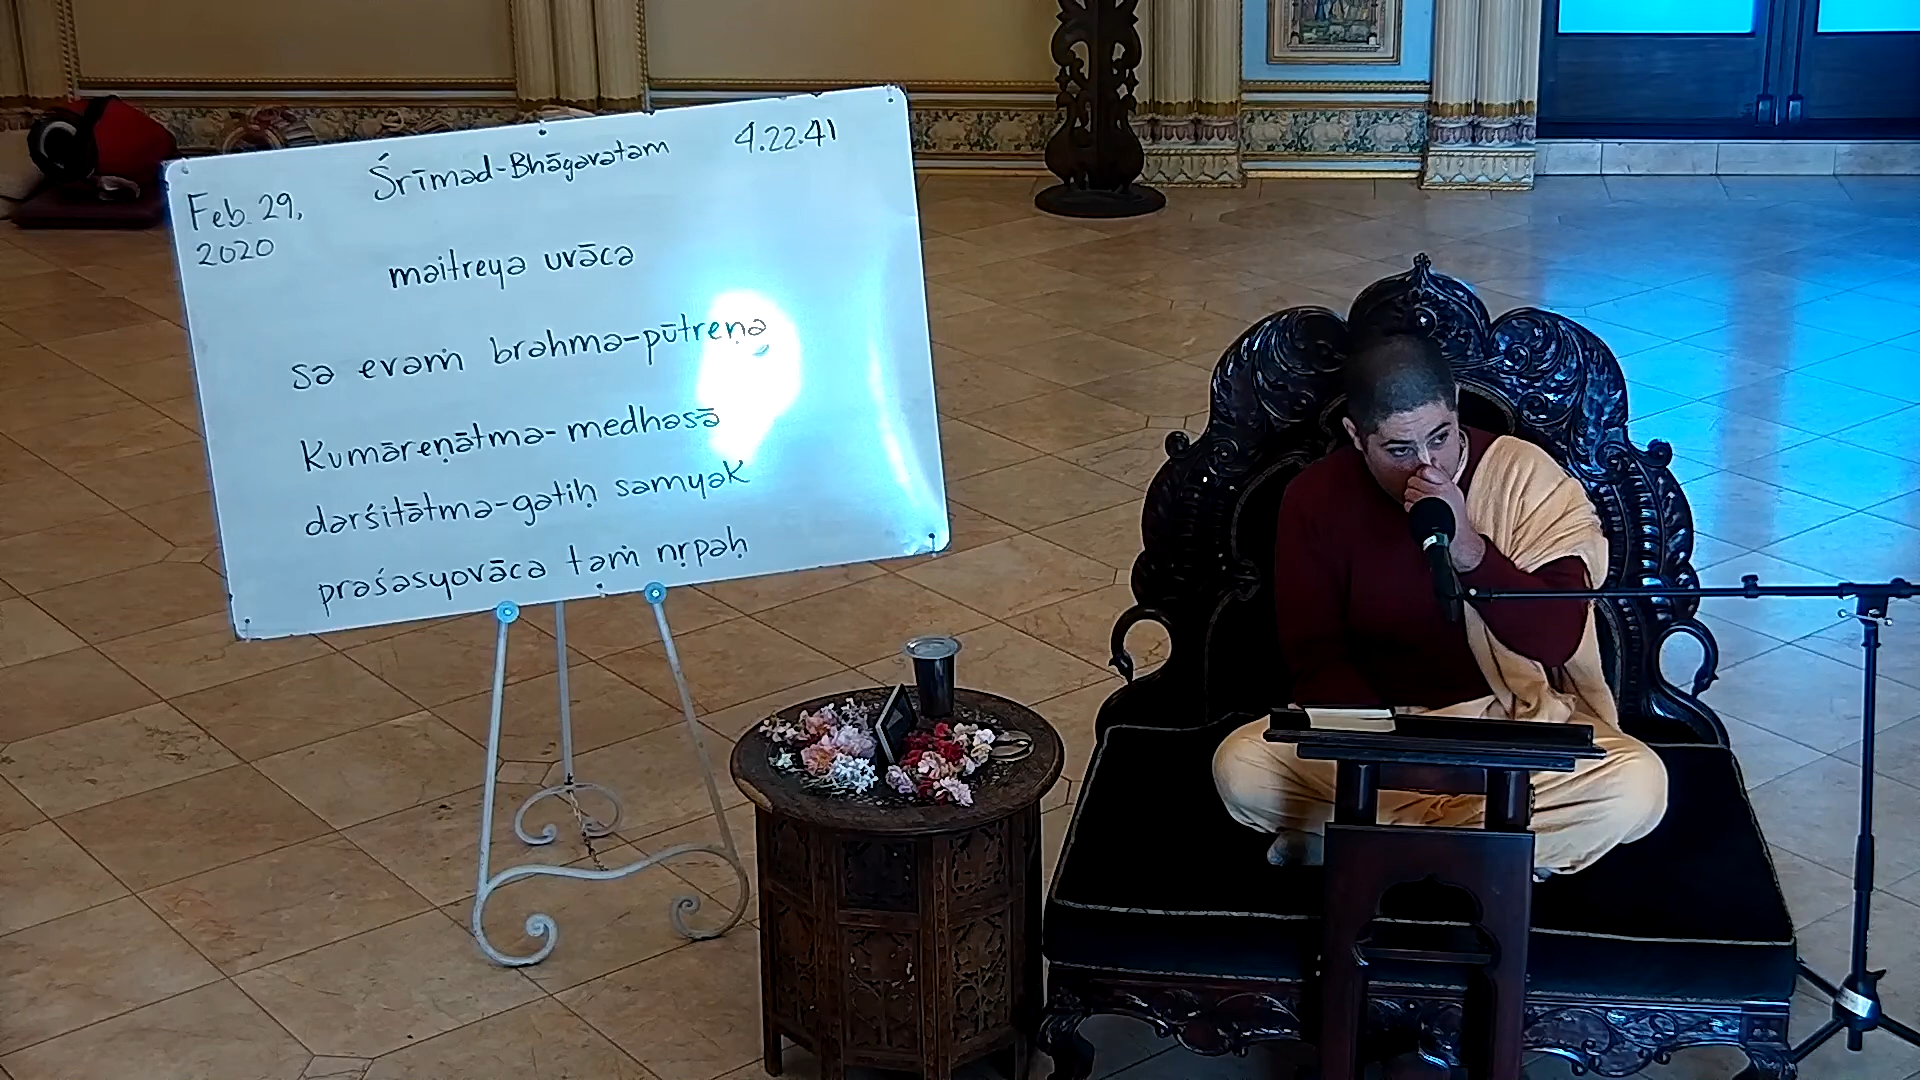 Śrīmad-Bhāgavatam 4.22.41
Feb. 29,
2020
maitreya uvāca
sa evaṁ brahma-pūtreṇa
Kumāreṇātma-medhasā
darśitātma-gatiḥ samyak
praśasyovāca taṁ nṛpaḥ